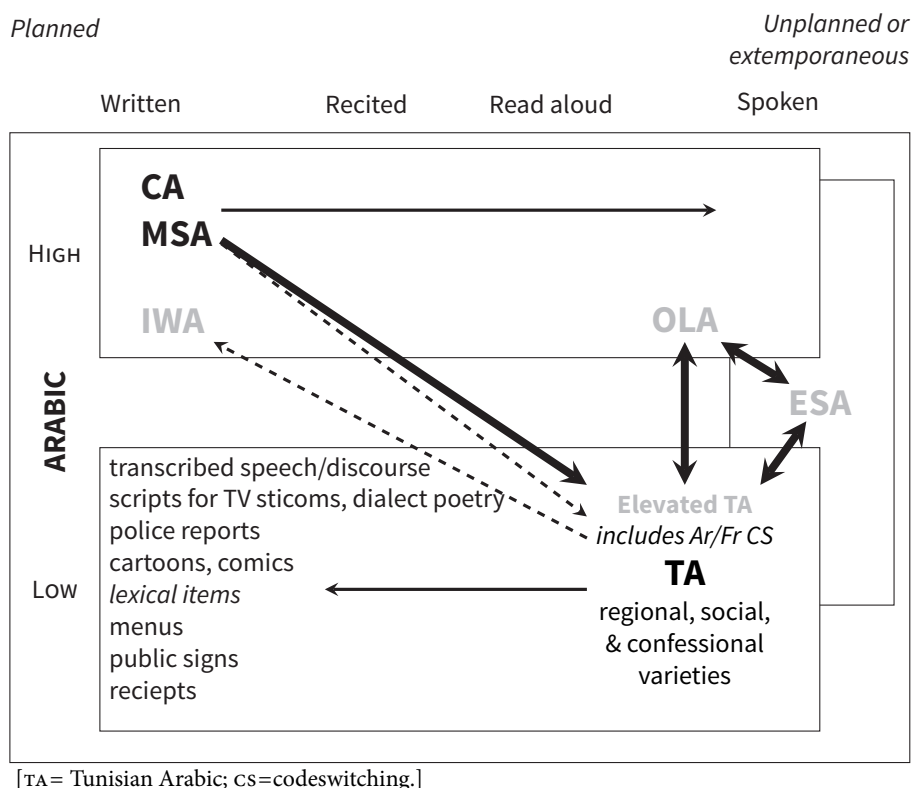 Planned
Unplanned or
extemporaneous
Written Recited Read aloud Spoken
CA
MSA
HIGH
IWA
OLA
ESA
ARABIC
transcribed speech/discourse
scripts for TV sticoms, dialect poetry
police reports
cartoons, comics
lexical items
menus
public signs
reciepts
LOW
Elevated TA
includes Ar/Fr CS
TA
regional, social,
& confessional
varieties
[TA= Tunisian Arabic; CS=codeswitching.]